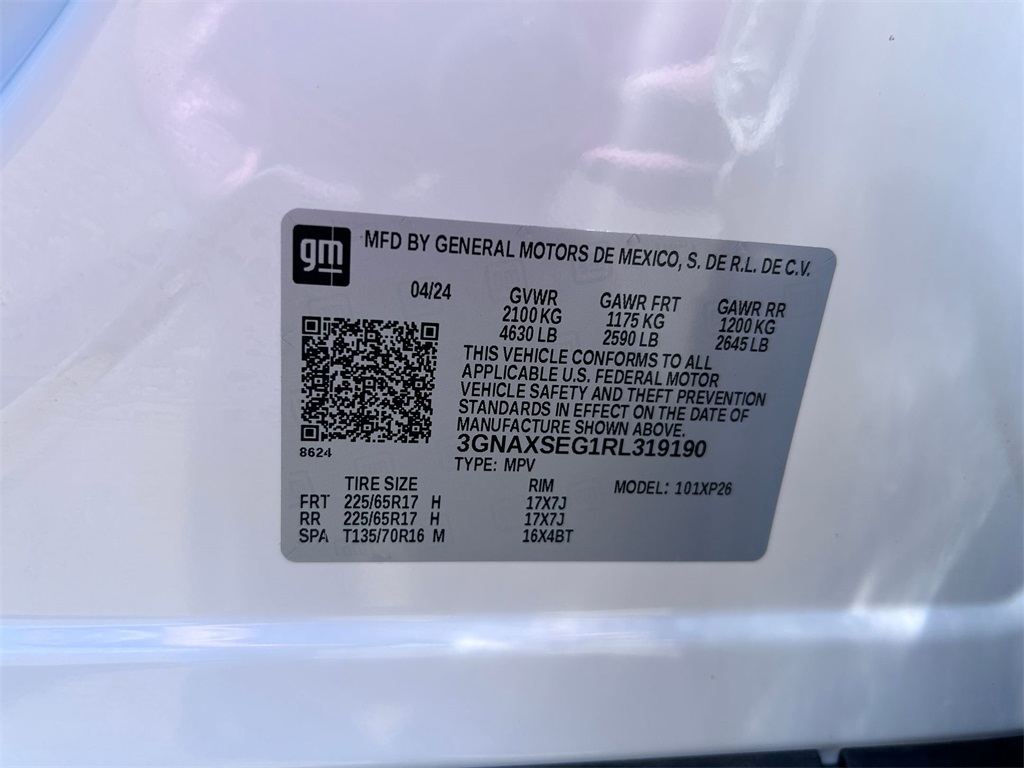 gm
MFD BY GENERAL MOTORS DE MEXICO, S. DE R.L. DE C.V.
04/24 GVWR GAWR FRT GAWR RR
2100 KG 1175 KG 1200 KG
4630 LB 2590 LB 2645 LB
THIS VEHICLE CONFORMS TO ALL
APPLICABLE U.S. FEDERAL MOTOR
VEHICLE SAFETY AND THEFT PREVENTION
STANDARDS IN EFFECT ON THE DATE OF
MANUFACTURE SHOWN ABOVE.
8624 3GNAXSEG1RL319190
TYPE: MPV
TIRE SIZE RIM MODEL: 101XP26
FRT 225/65R17 H 17X7J
RR 225/65R17 H 17X7J
SPA T135/70R16 M 16X4BT